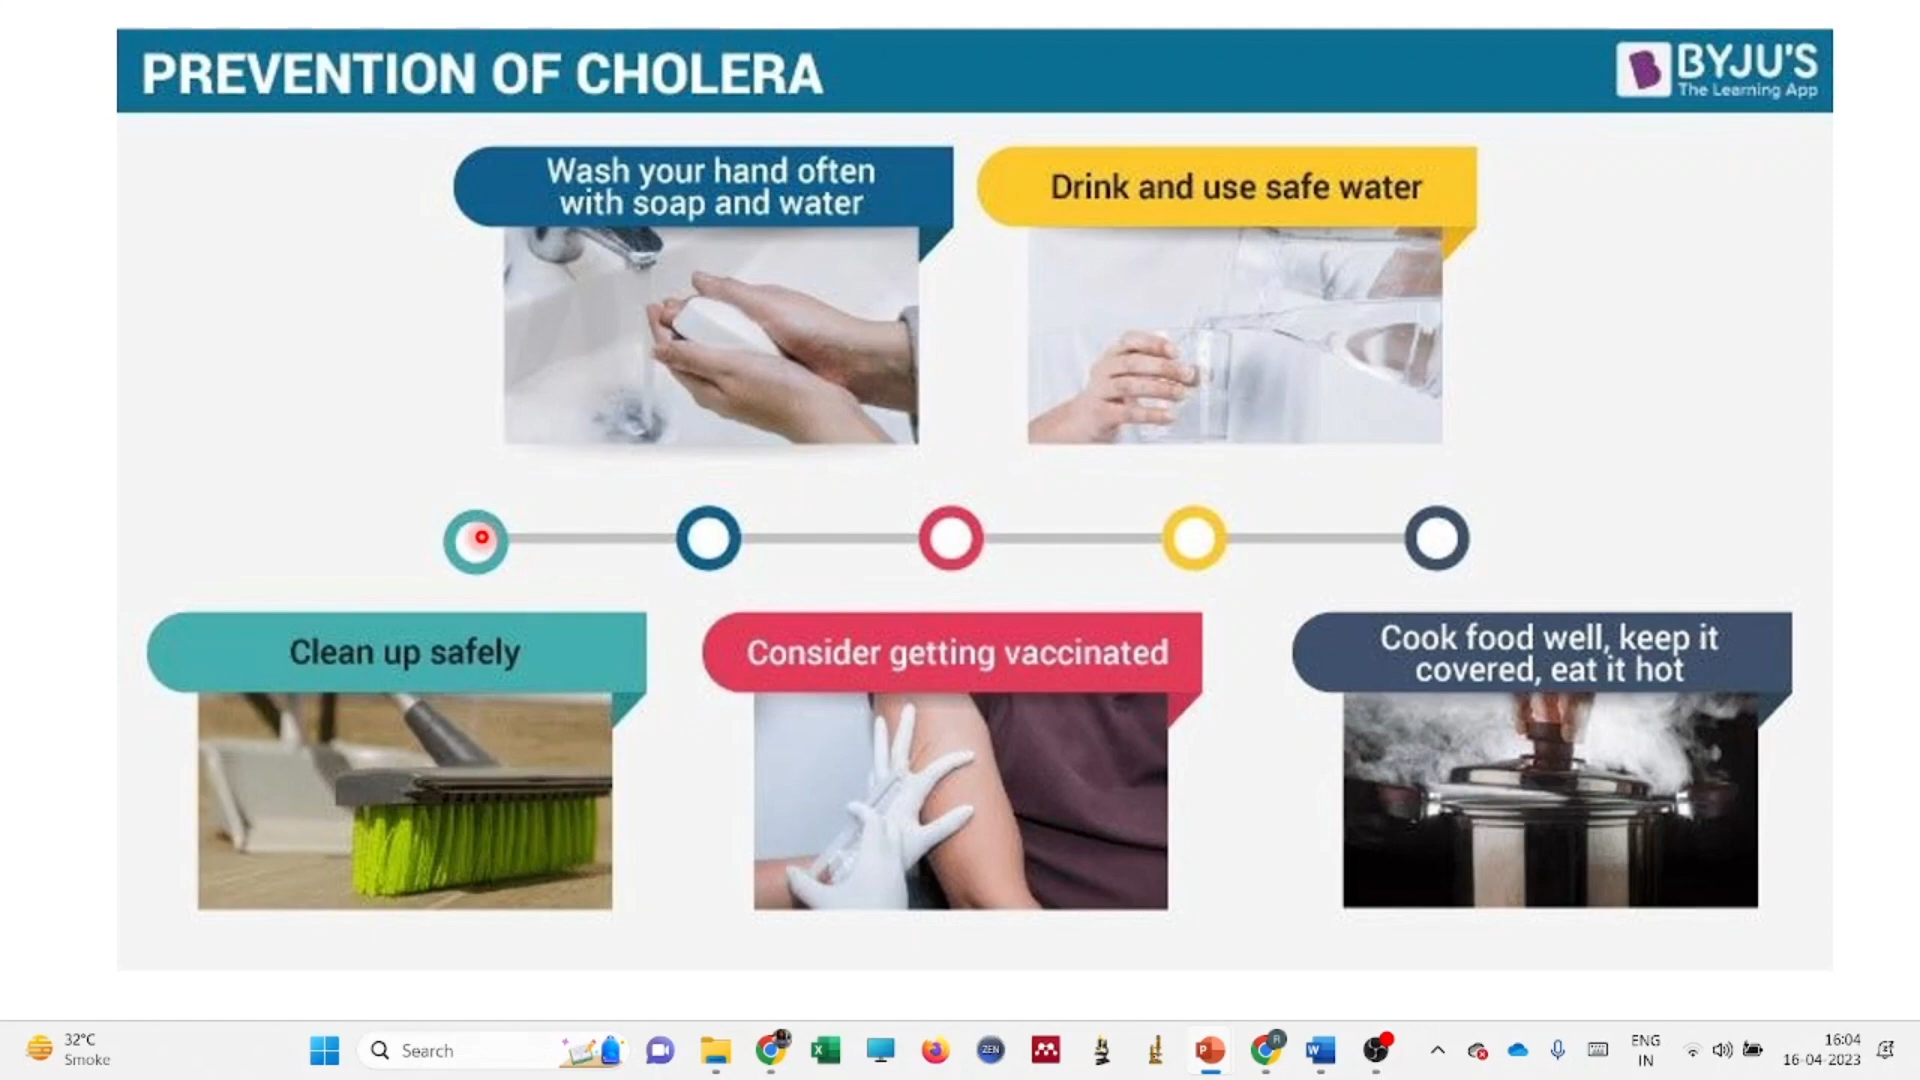 PREVENTION OF CHOLERA
BYJU'S
The Learning App
Wash your hand often
with soap and water
Drink and use safe water
Clean up safely
Consider getting vaccinated
Cook food well, keep it
covered, eat it hot
32°C
Smoke
Search
ZEN
ENG
IN
16:04
16-04-2023